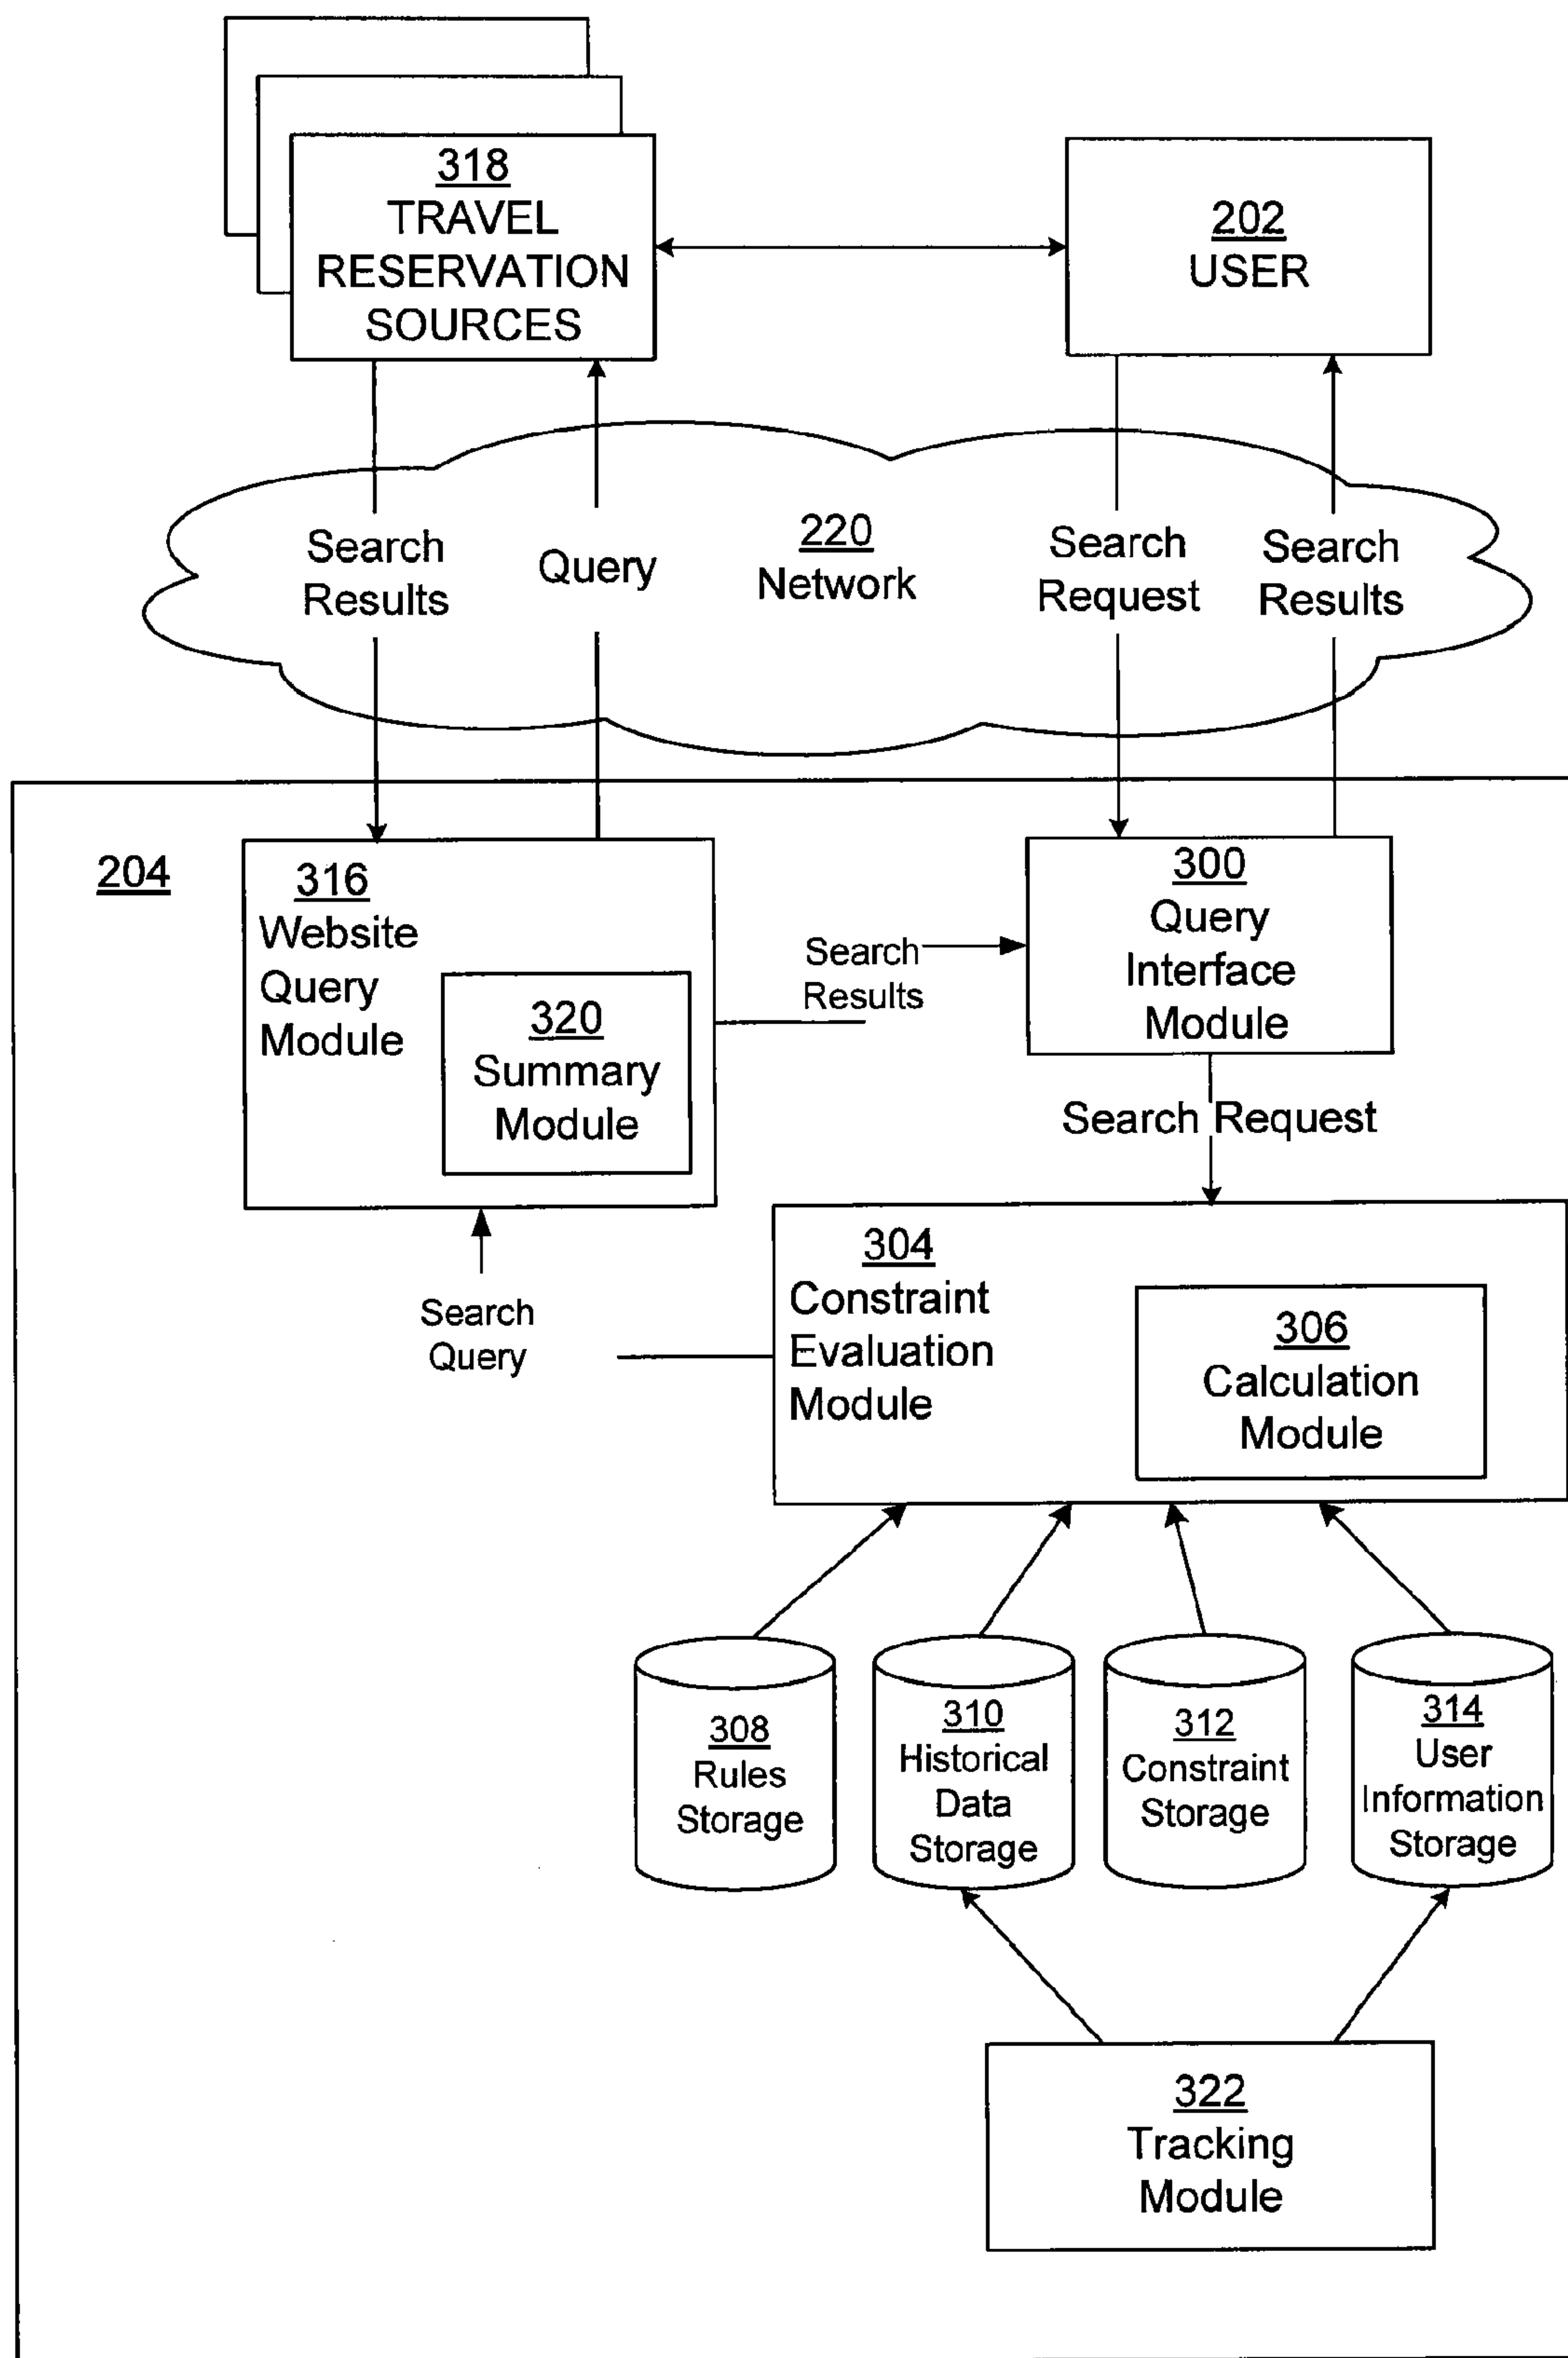 318
TRAVEL
RESERVATION
SOURCES
202
USER
Search
Results
Query
220
Network
Search
Request
Search
Results
204
316
Website
Query
Module
320
Summary
Module
Search
Results
300
Query
Interface
Module
Search Request
304
Constraint
Evaluation
Module
306
Calculation
Module
Search
Query
308
Rules
Storage
310
Historical
Data
Storage
312
Constraint
Storage
314
User
Information
Storage
322
Tracking
Module